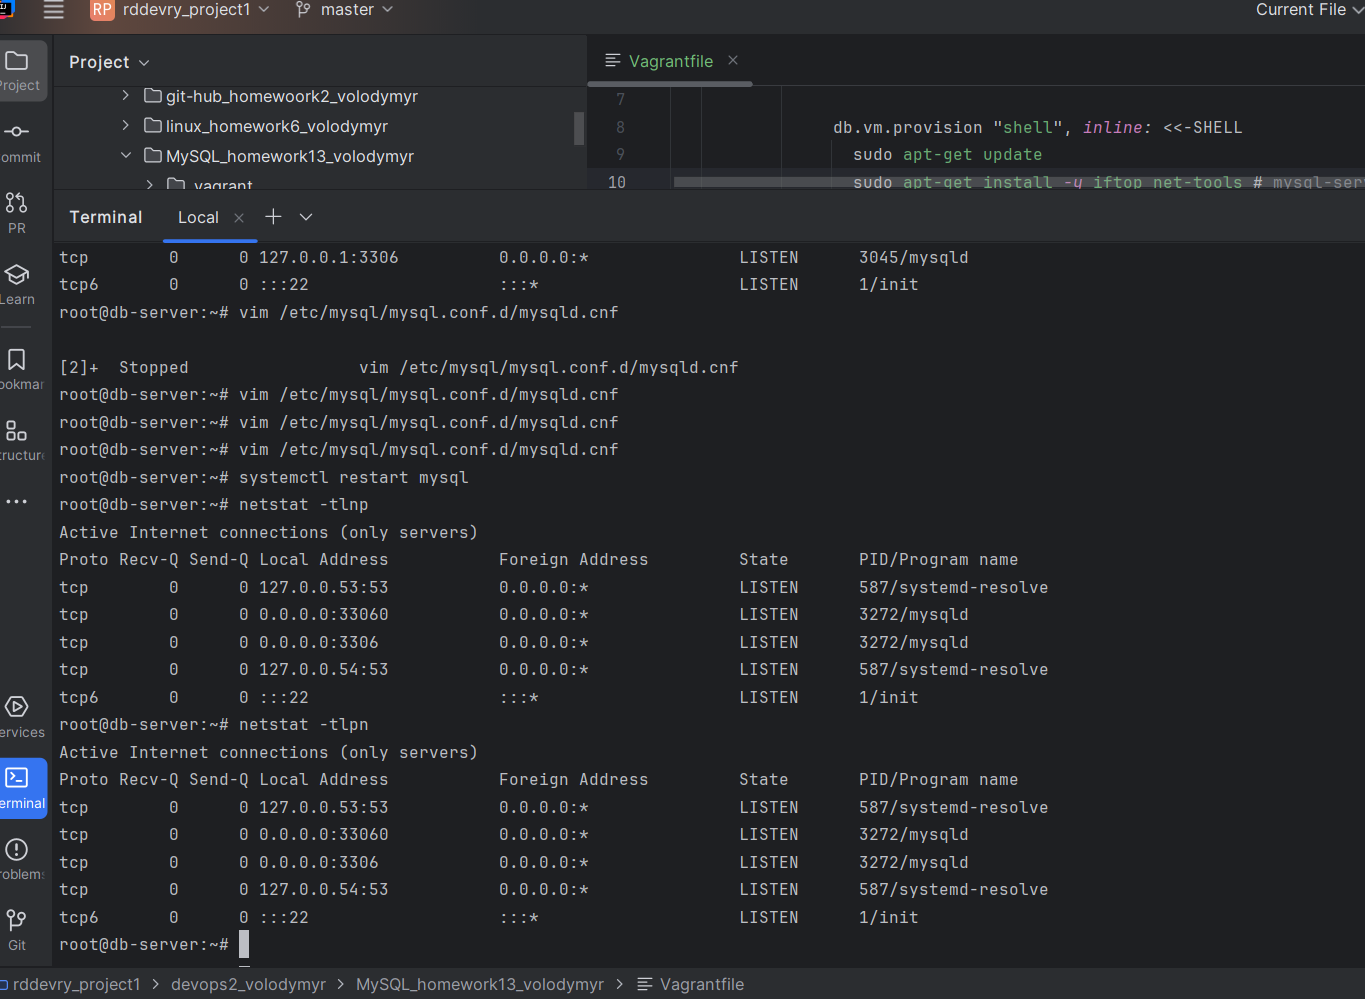 RP rddevry_project1 master Current File
Project
Vagrantfile
git-hub_homewoork2_volodymyr
linux_homework6_volodymyr
MySQL_homework13_volodymyr
vagrant
7
8 db.vm.provision "shell", inline: <<-SHELL
9 sudo apt-get update
10 sudo apt-get install -y iftop net-tools # mysql-ser
Project
ommit
PR
Learn
ookmar
tructure
ervices
erminal
roblems
Git
Terminal Local
tcp 0 0 127.0.0.1:3306 0.0.0.0:* LISTEN 3045/mysqld
tcp6 0 0 :::22 :::* LISTEN 1/init
root@db-server:~# vim /etc/mysql/mysql.conf.d/mysqld.cnf
[2]+ Stopped vim /etc/mysql/mysql.conf.d/mysqld.cnf
root@db-server:~# vim /etc/mysql/mysql.conf.d/mysqld.cnf
root@db-server:~# vim /etc/mysql/mysql.conf.d/mysqld.cnf
root@db-server:~# vim /etc/mysql/mysql.conf.d/mysqld.cnf
root@db-server:~# systemctl restart mysql
root@db-server:~# netstat -tlnp
Active Internet connections (only servers)
Proto Recv-Q Send-Q Local Address Foreign Address State PID/Program name
tcp 0 0 127.0.0.53:53 0.0.0.0:* LISTEN 587/systemd-resolve
tcp 0 0 0.0.0.0:33060 0.0.0.0:* LISTEN 3272/mysqld
tcp 0 0 0.0.0.0:3306 0.0.0.0:* LISTEN 3272/mysqld
tcp 0 0 127.0.0.54:53 0.0.0.0:* LISTEN 587/systemd-resolve
tcp6 0 0 :::22 :::* LISTEN 1/init
root@db-server:~# netstat -tlpn
Active Internet connections (only servers)
Proto Recv-Q Send-Q Local Address Foreign Address State PID/Program name
tcp 0 0 127.0.0.53:53 0.0.0.0:* LISTEN 587/systemd-resolve
tcp 0 0 0.0.0.0:33060 0.0.0.0:* LISTEN 3272/mysqld
tcp 0 0 0.0.0.0:3306 0.0.0.0:* LISTEN 3272/mysqld
tcp 0 0 127.0.0.54:53 0.0.0.0:* LISTEN 587/systemd-resolve
tcp6 0 0 :::22 :::* LISTEN 1/init
root@db-server:~#
rddevry_project1 > devops2_volodymyr > MySQL_homework13_volodymyr > Vagrantfile